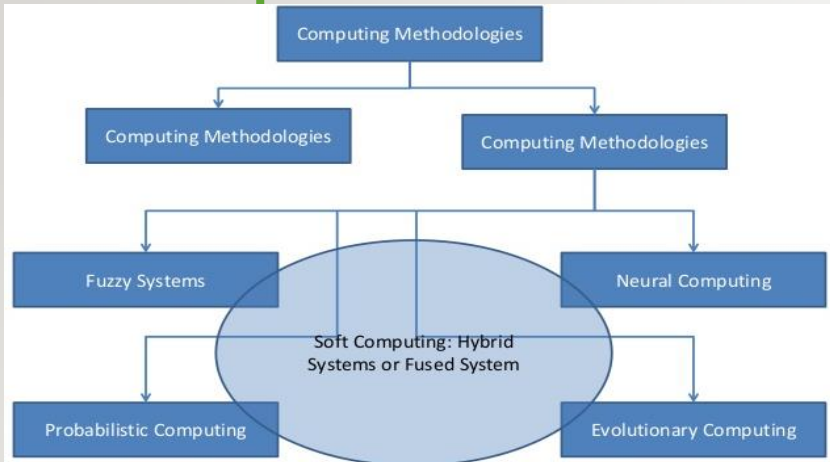 Computing Methodologies
Computing Methodologies
Computing Methodologies
Fuzzy Systems
Neural Computing
Soft Computing: Hybrid
Systems or Fused System
Probabilistic Computing
Evolutionary Computing